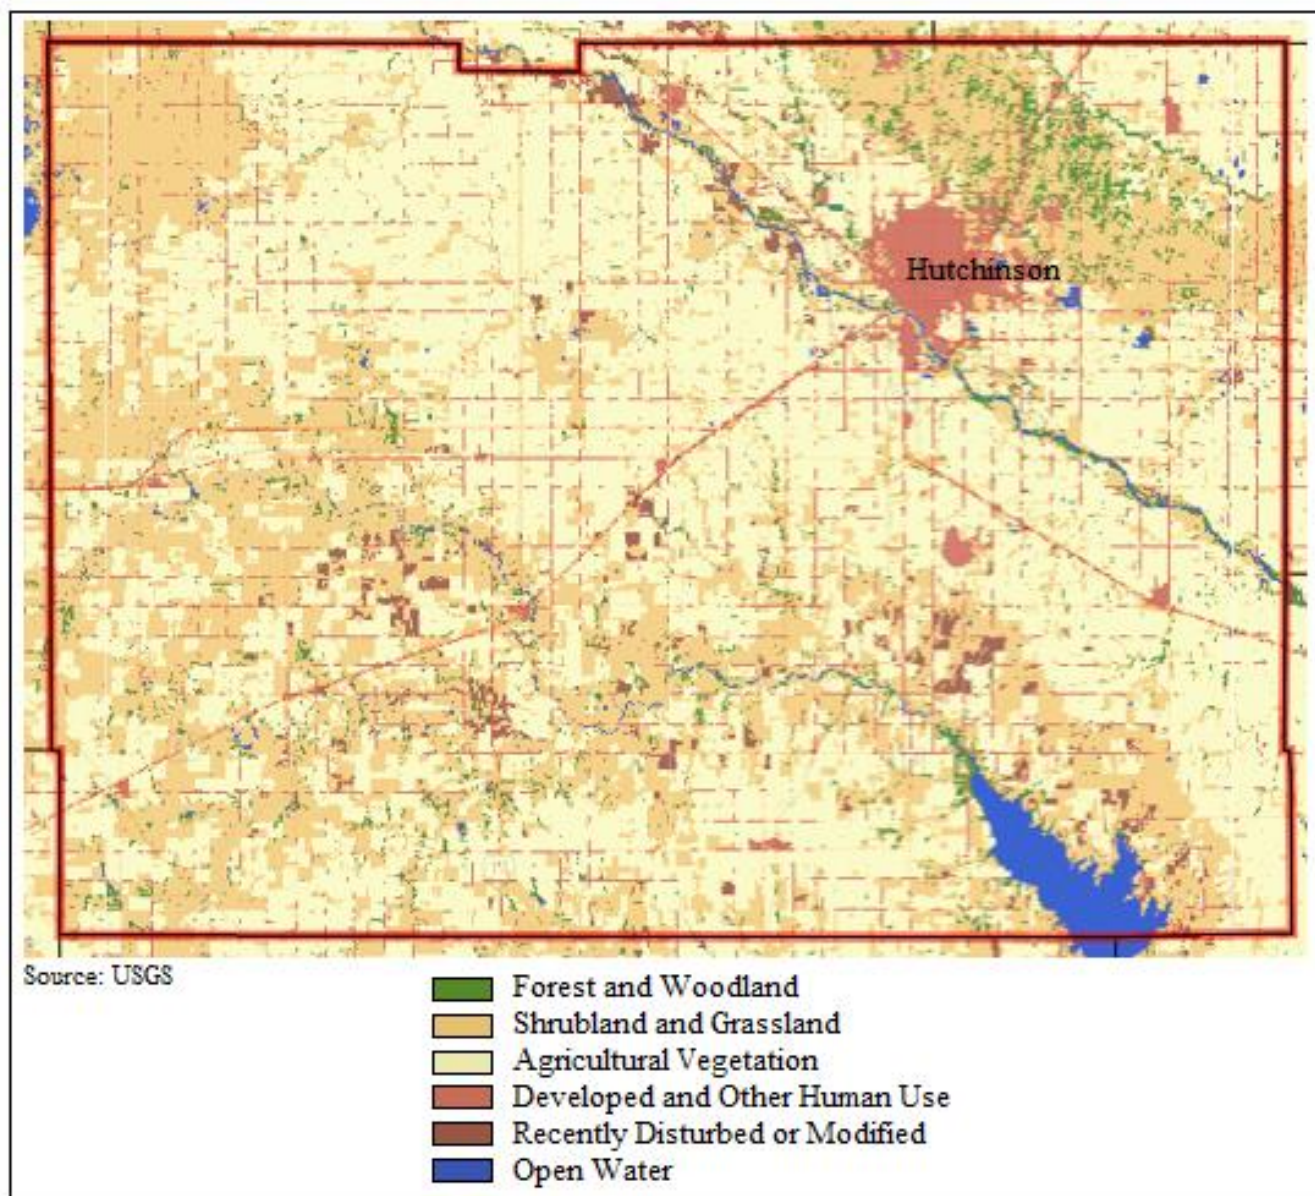 Hutchinson
Source: USGS
Forest and Woodland
Shrubland and Grassland
Agricultural Vegetation
Developed and Other Human Use
Recently Disturbed or Modified
Open Water